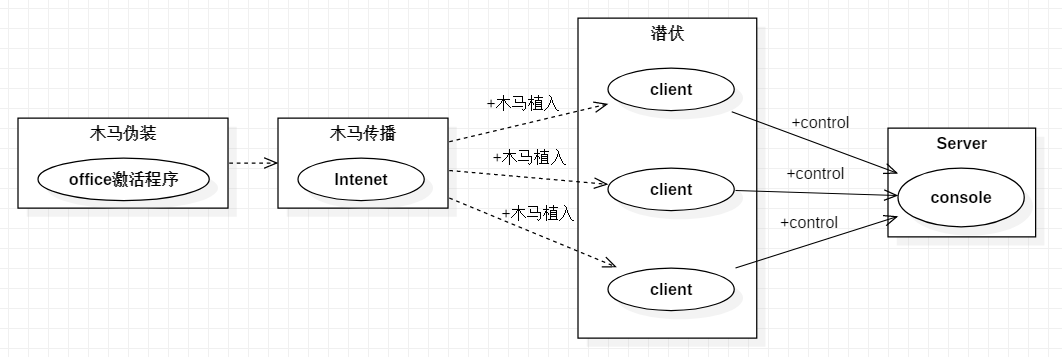 木马伪装
office激活程序
木马传播
Intenet
+木马植入
+木马植入
+木马植入
潜伏
client
client
client
+control
+control
+control
Server
console